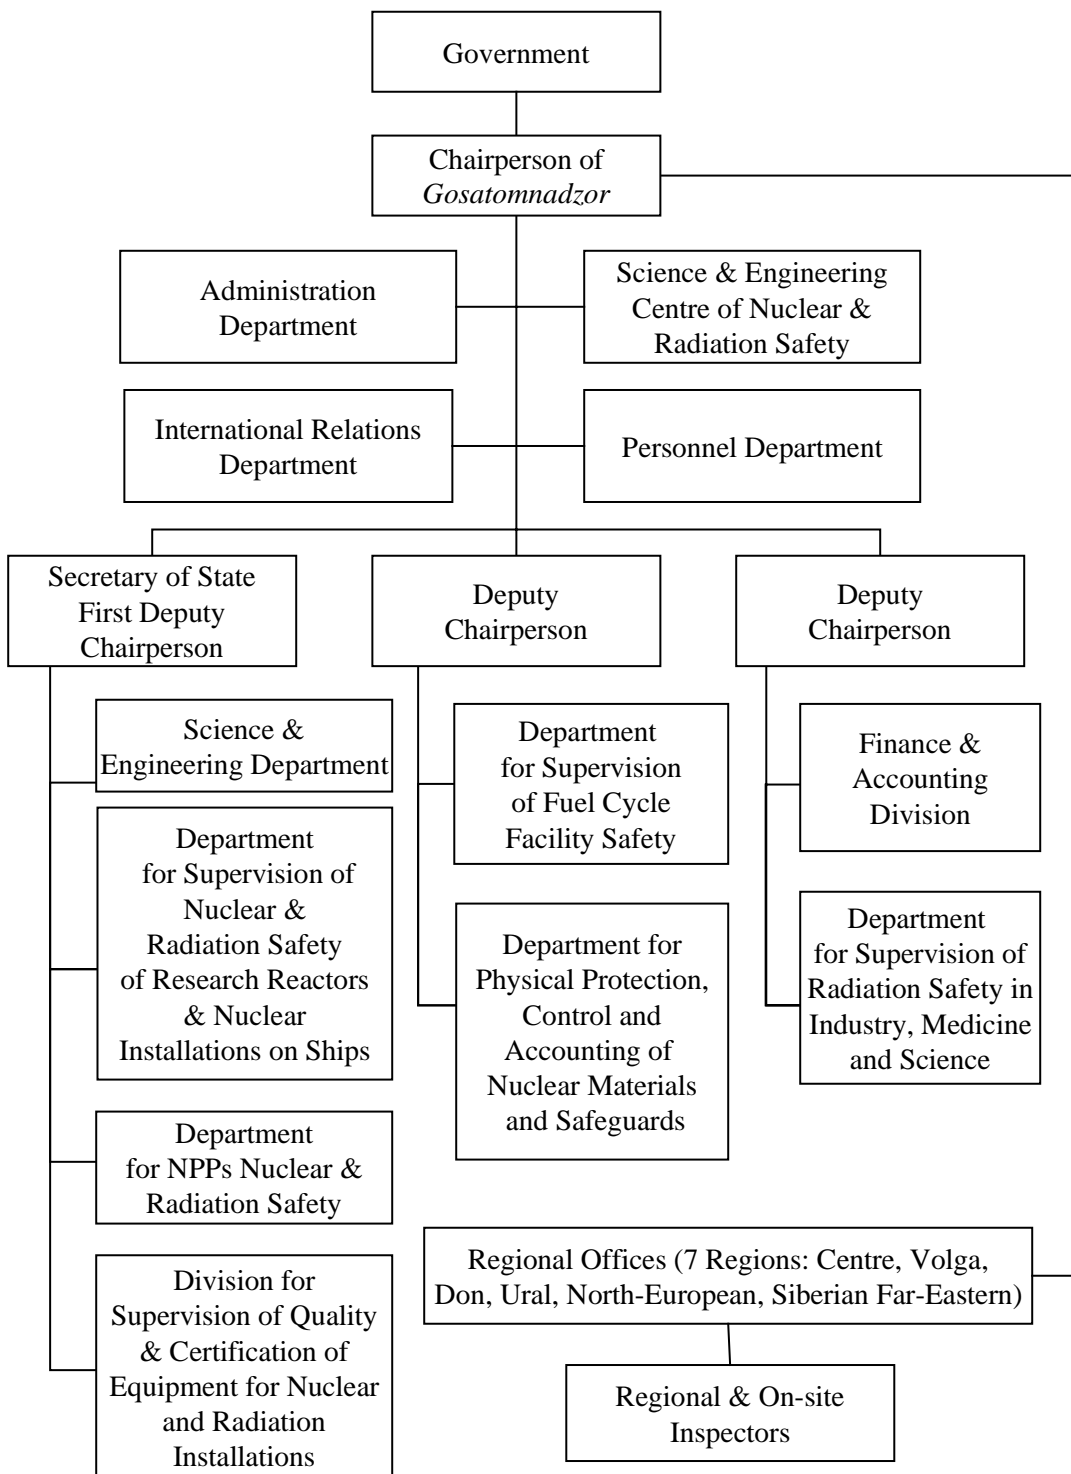 Government
Chairperson of
Gosatomnadzor
Administration
Department
Science & Engineering
Centre of Nuclear &
Radiation Safety
International Relations
Department
Personnel Department
Secretary of State
First Deputy
Chairperson
Deputy
Chairperson
Deputy
Chairperson
Science &
Engineering Department
Department
for Supervision of
Nuclear &
Radiation Safety
of Research Reactors
& Nuclear
Installations on Ships
Department
for NPPs Nuclear &
Radiation Safety
Division for
Supervision of Quality
& Certification of
Equipment for Nuclear
and Radiation
Installations
Department
for Supervision
of Fuel Cycle
Facility Safety
Department for
Physical Protection,
Control and
Accounting of
Nuclear Materials
and Safeguards
Finance &
Accounting
Division
Department
for Supervision of
Radiation Safety in
Industry, Medicine
and Science
Regional Offices (7 Regions: Centre, Volga,
Don, Ural, North-European, Siberian Far-Eastern)
Regional & On-site
Inspectors